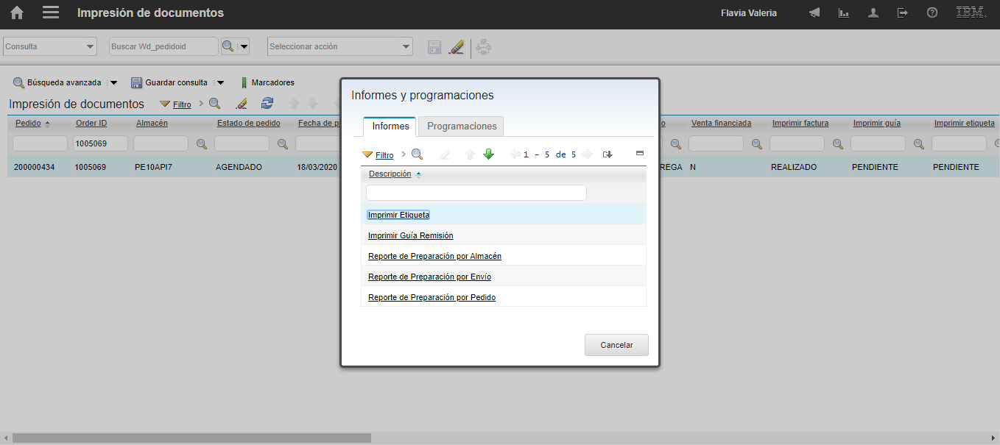 Impresión de documentos
Flavia Valeria
IBM.
Consulta
Buscar Wd_pedidoid
Seleccionar acción
Búsqueda avanzada
Guardar consulta
Marcadores
Impresión de documentos
Filtro
Pedido
Order ID
Almacén
Estado de pedido
Fecha de p
o
Venta financiada
Imprimir factura
Imprimir guía
Imprimir etiqueta
1005069
200000434
1005069
PE10API7
AGENDADO
18/03/2020
REGA
N
REALIZADO
PENDIENTE
PENDIENTE
Informes y programaciones
Informes
Programaciones
Filtro
1 - 5 de 5
Descripción
Imprimir Etiqueta
Imprimir Guía Remisión
Reporte de Preparación por Almacén
Reporte de Preparación por Envío
Reporte de Preparación por Pedido
Cancelar